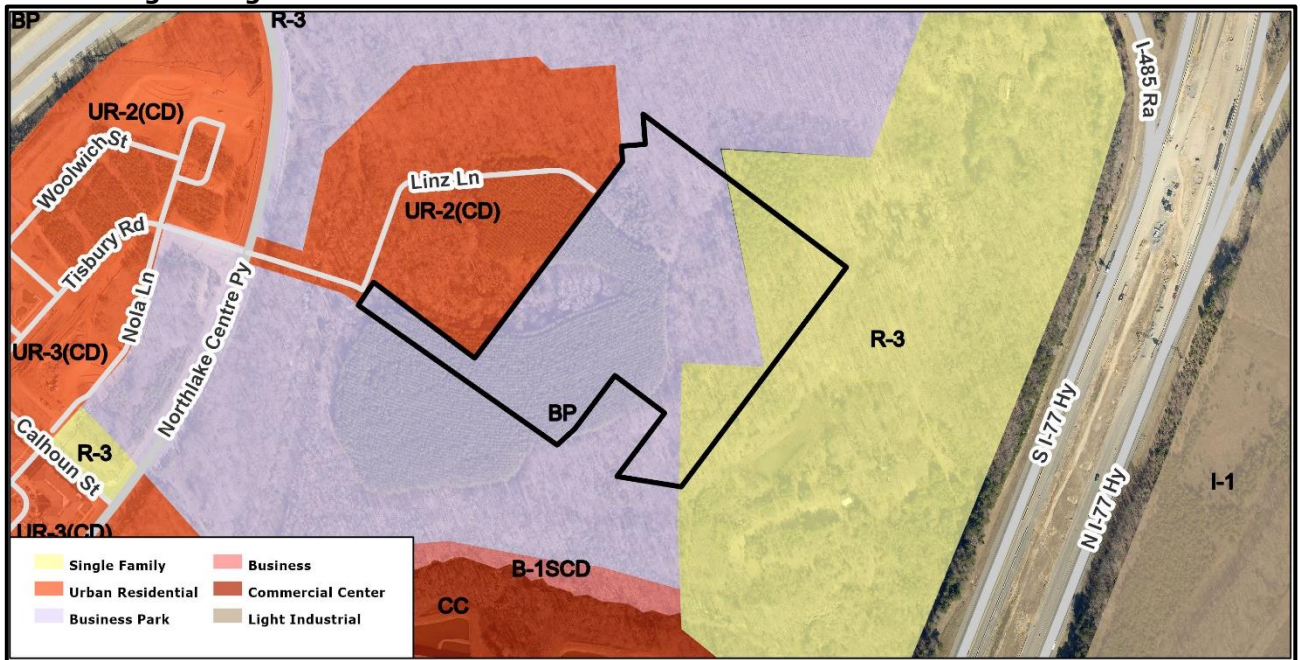 BP
R-3
I-485 Ra
UR-2(CD)
Woolwich St
Linz Ln
UR-2(CD)
Tisbury Rd
Nola Ln
Northlake Centre Py
UR-3(CD)
R-3
BP
R-3
Calhoun St
S I-77 Hy
N I-77 Hy
I-1
UR-3(CD)
B-1SCD
CC
Single Family
Urban Residential
Business Park
Business
Commercial Center
Light Industrial